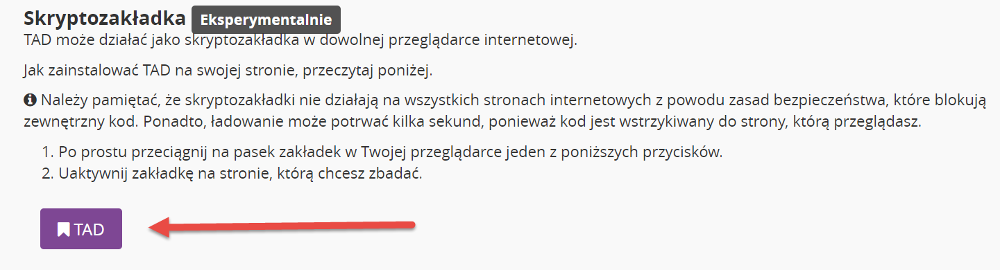 Skryptozakładka Eksperymentalnie
TAD może działać jako skryptozakładka w dowolnej przeglądarce internetowej.
Jak zainstalować TAD na swojej stronie, przeczytaj poniżej.
Należy pamiętać, że skryptozakładki nie działają na wszystkich stronach internetowych z powodu zasad bezpieczeństwa, które blokują
zewnętrzny kod. Ponadto, ładowanie może potrwać kilka sekund, ponieważ kod jest wstrzykiwany do strony, którą przeglądasz.
1. Po prostu przeciągnij na pasek zakładek w Twojej przeglądarce jeden z poniższych przycisków.
2. Uaktywnij zakładkę na stronie, którą chcesz zbadać.
TAD